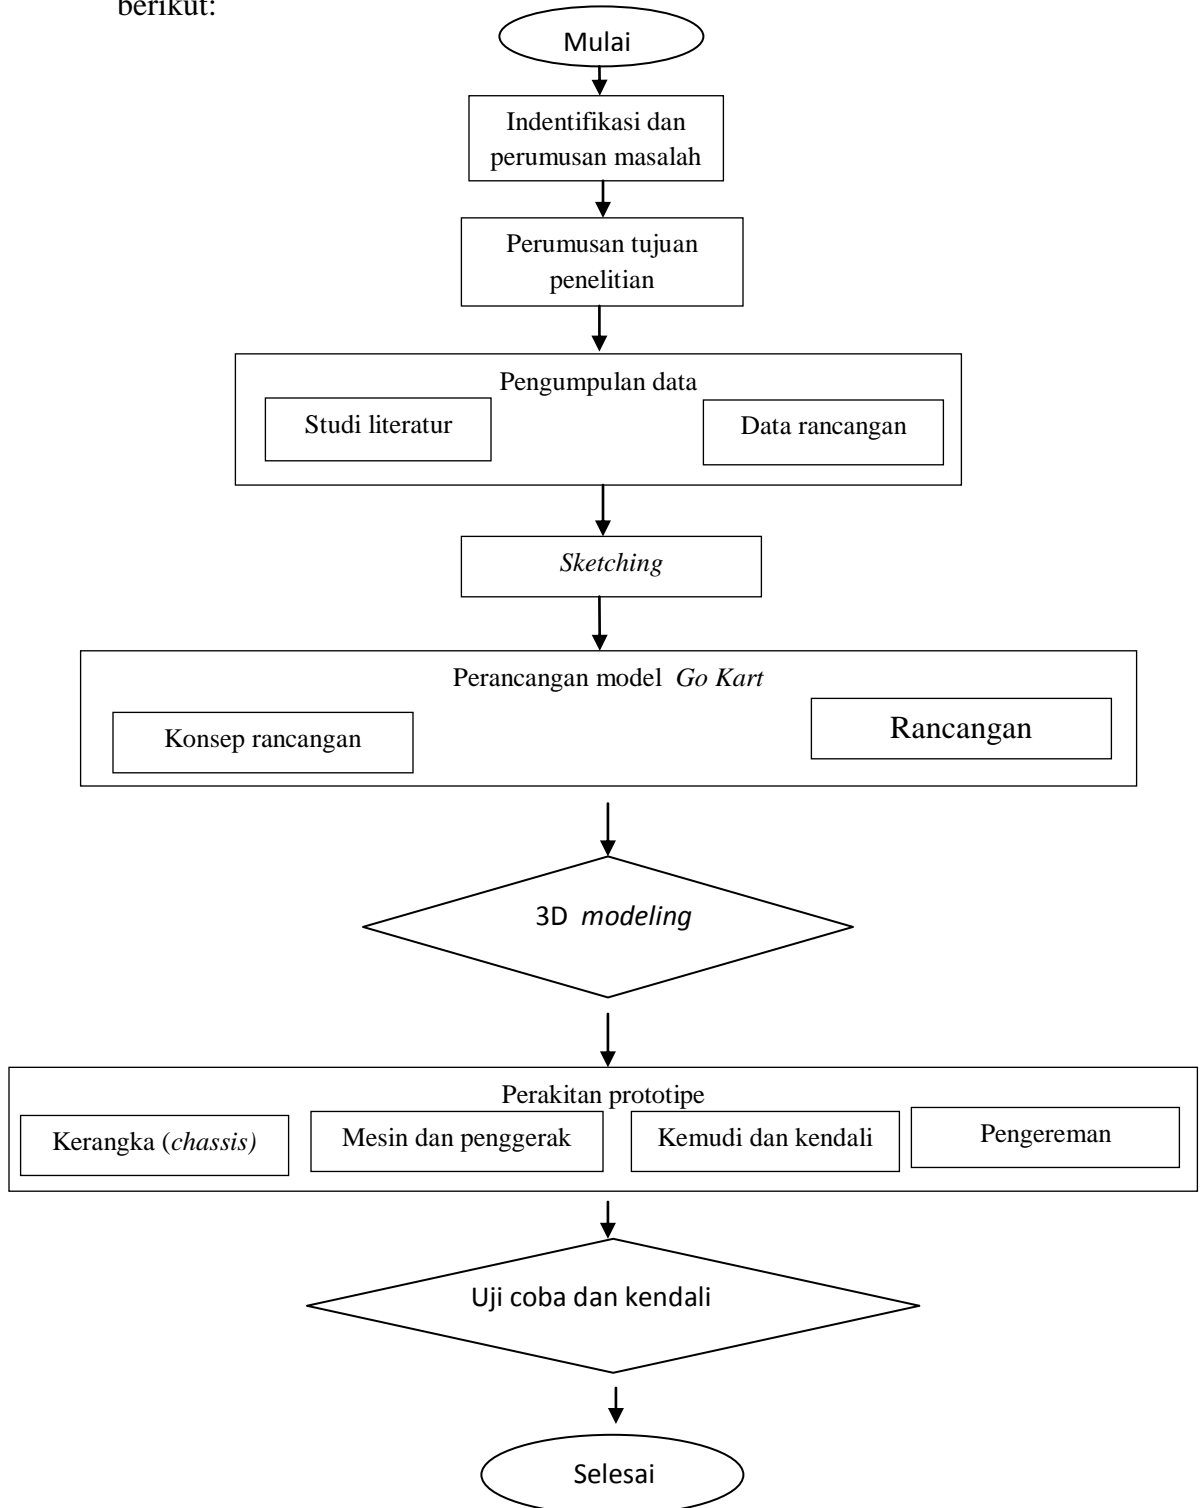 berikut:
Mulai
Indentifikasi dan
perumusan masalah
Perumusan tujuan
penelitian
Pengumpulan data
Studi literatur
Data rancangan
Sketching
Perancangan model Go Kart
Konsep rancangan
Rancangan
3D modeling
Perakitan prototipe
Kerangka (chassis)
Mesin dan penggerak
Kemudi dan kendali
Pengereman
Uji coba dan kendali
Selesai